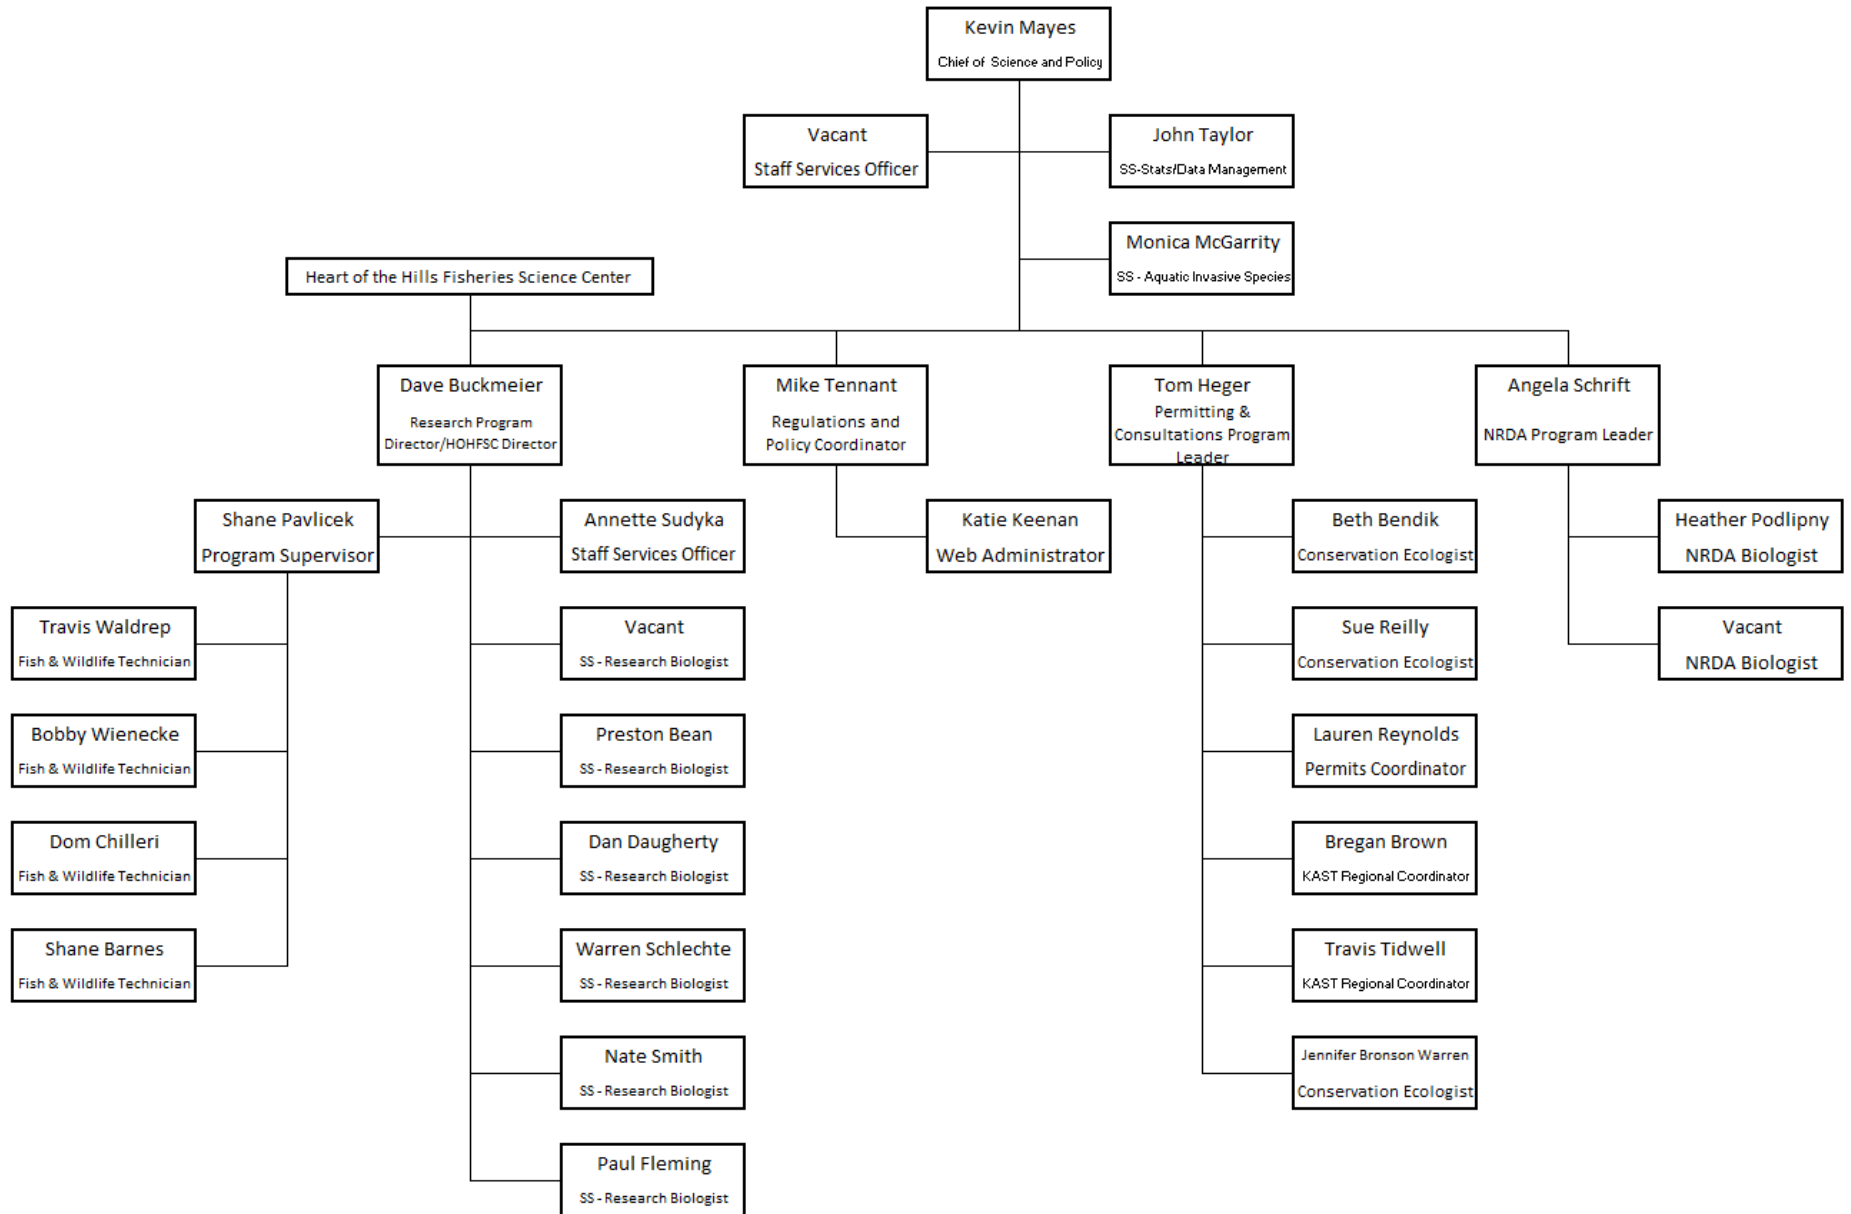 Kevin Mayes
Chief of Science and Policy
Vacant
Staff Services Officer
John Taylor
SS-Stats/Data Management
Monica McGarrity
SS - Aquatic Invasive Species
Heart of the Hills Fisheries Science Center
Dave Buckmeier
Research Program
Director/HOHFSC Director
Mike Tennant
Regulations and
Policy Coordinator
Tom Heger
Permitting &
Consultations Program
Leader
Angela Schrift
NRDA Program Leader
Shane Pavlicek
Program Supervisor
Annette Sudyka
Staff Services Officer
Katie Keenan
Web Administrator
Beth Bendik
Conservation Ecologist
Heather Podlipny
NRDA Biologist
Travis Waldrep
Fish & Wildlife Technician
Vacant
SS - Research Biologist
Sue Reilly
Conservation Ecologist
Vacant
NRDA Biologist
Bobby Wienecke
Fish & Wildlife Technician
Preston Bean
SS - Research Biologist
Lauren Reynolds
Permits Coordinator
Dom Chilleri
Fish & Wildlife Technician
Dan Daugherty
SS - Research Biologist
Bregan Brown
KAST Regional Coordinator
Shane Barnes
Fish & Wildlife Technician
Warren Schlechte
SS - Research Biologist
Travis Tidwell
KAST Regional Coordinator
Nate Smith
SS - Research Biologist
Jennifer Bronson Warren
Conservation Ecologist
Paul Fleming
SS - Research Biologist